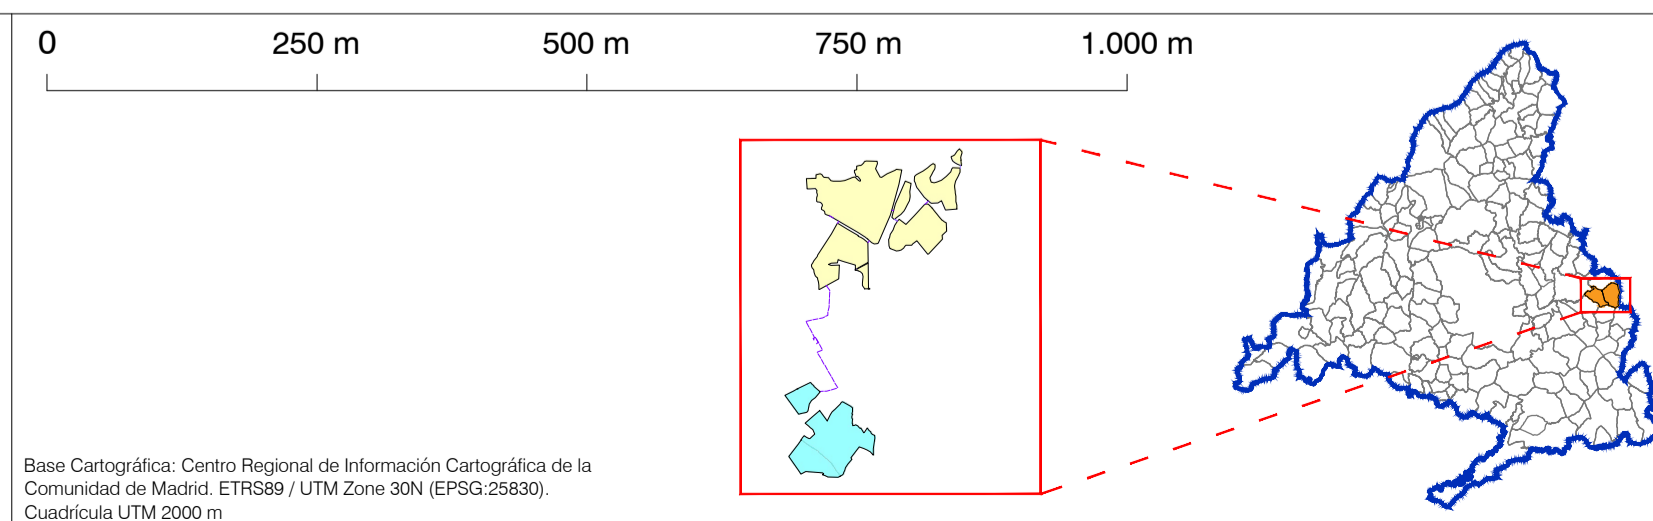 0 250 m 500 m 750 m 1.000 m
Base Cartográfica: Centro Regional de Información Cartográfica de la
Comunidad de Madrid. ETRS89 / UTM Zone 30N (EPSG:25830).
Cuadrícula UTM 2000 m